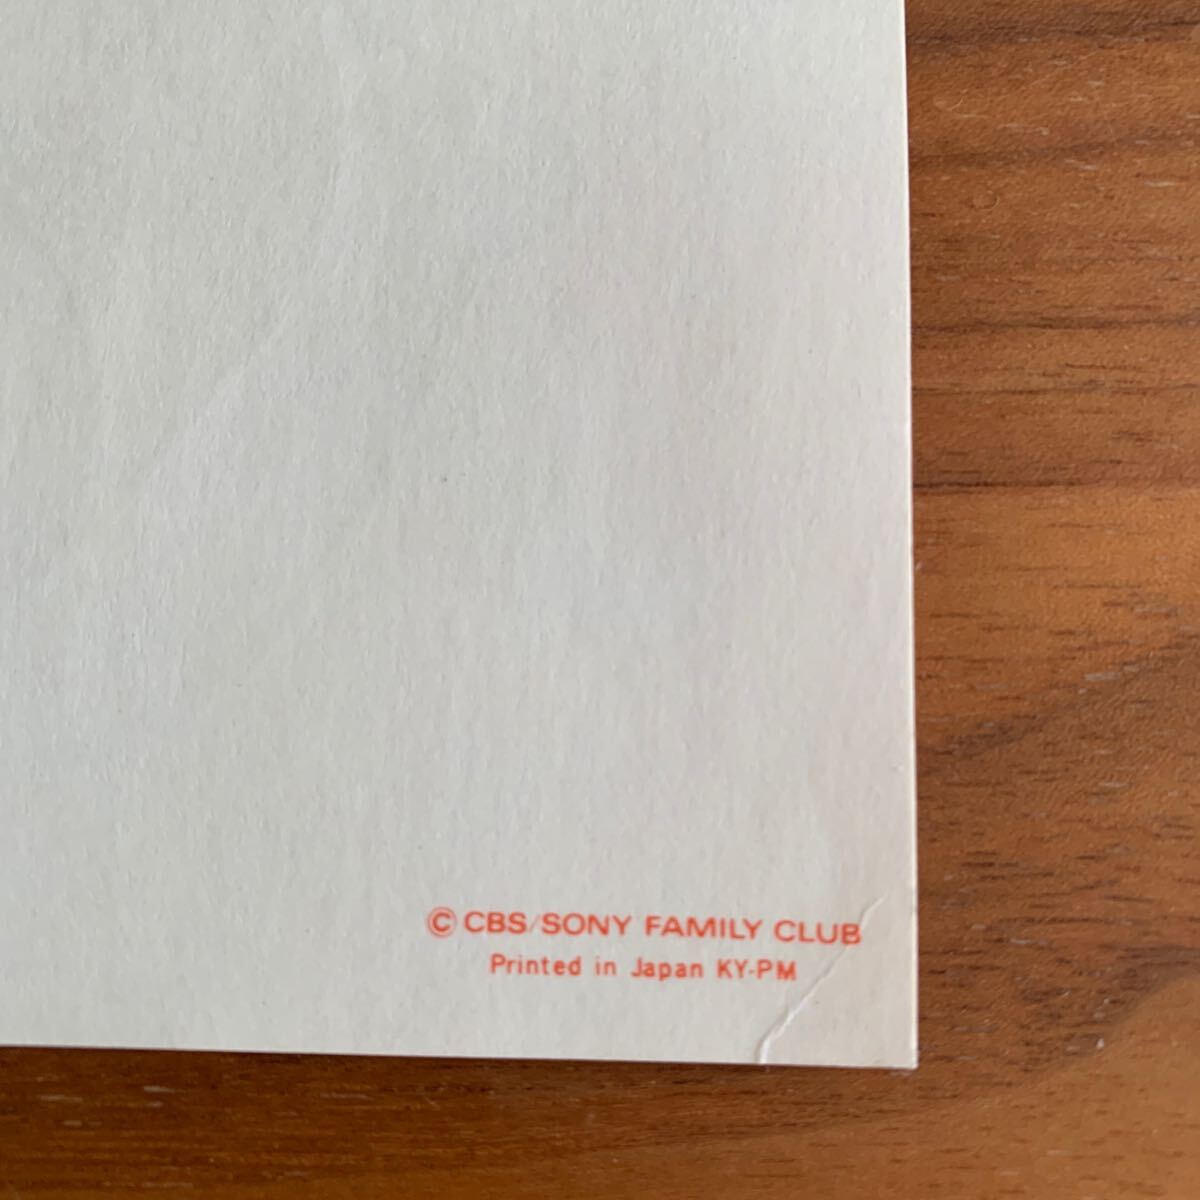 © CBS/SONY FAMILY CLUB
Printed in Japan KY-PM